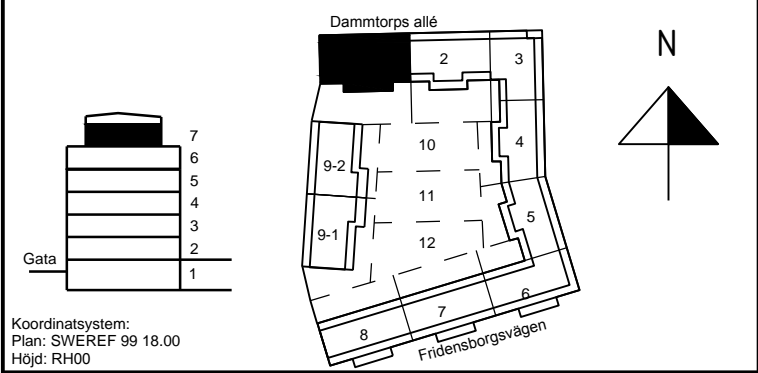 Dammtorps allé
N
2
3
7
6
5
4
3
2
1
Gata
10
4
9-2
11
5
9-1
12
6
7
8
Fridensborgsvägen
Koordinatsystem:
Plan: SWEREF 99 18.00
Höjd: RH00